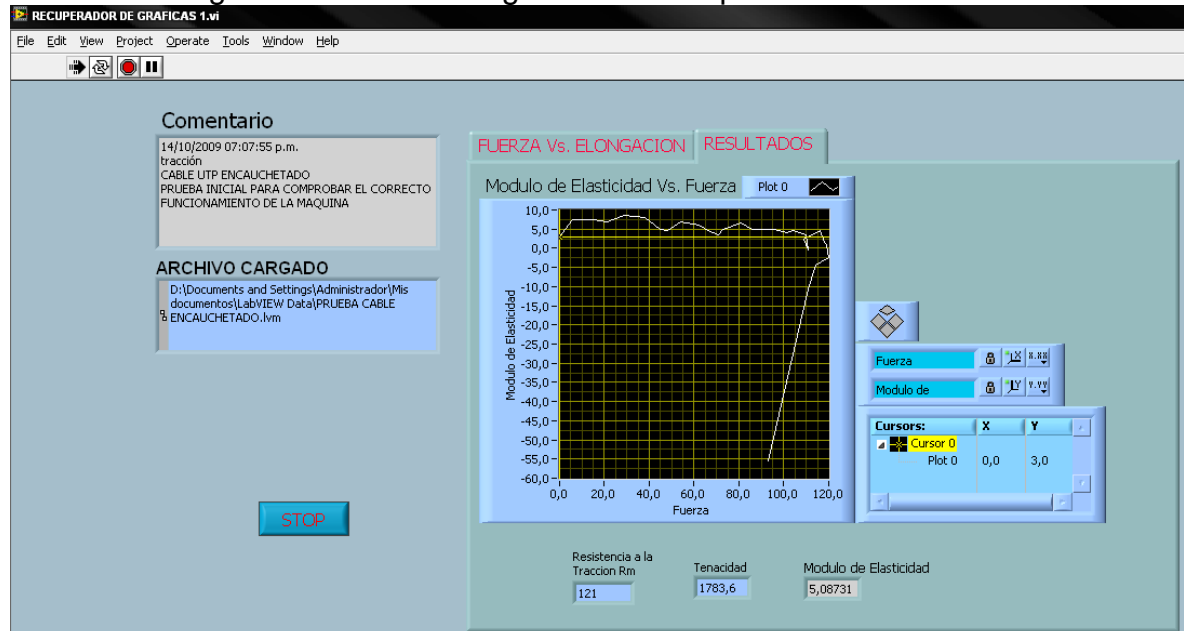 RECUPERADOR DE GRAFICAS 1.vi
File Edit View Project Operate Tools Window Help
Comentario
14/10/2009 07:07:55 p.m.
tracción
CABLE UTP ENCAUCHETADO
PRUEBA INICIAL PARA COMPROBAR EL CORRECTO
FUNCIONAMIENTO DE LA MAQUINA
ARCHIVO CARGADO
D:\Documents and Settings\Administrador\Mis
documentos\LabVIEW Data\PRUEBA CABLE
ENCAUCHETADO.lvm
STOP
FUERZA Vs. ELONGACION RESULTADOS
Modulo de Elasticidad Vs. Fuerza Plot 0
Modulo de Elasticidad
10,0
5,0
0,0
-5,0
-10,0
-15,0
-20,0
-25,0
-30,0
-35,0
-40,0
-45,0
-50,0
-55,0
-60,0
0,0 20,0 40,0 60,0 80,0 100,0 120,0
Fuerza
Fuerza X X.XX
Modulo de Y Y.YY
Cursors: X Y
Cursor 0
Plot 0 0,0 3,0
Resistencia a la
Traccion Rm
121
Tenacidad
1783,6
Modulo de Elasticidad
5,08731